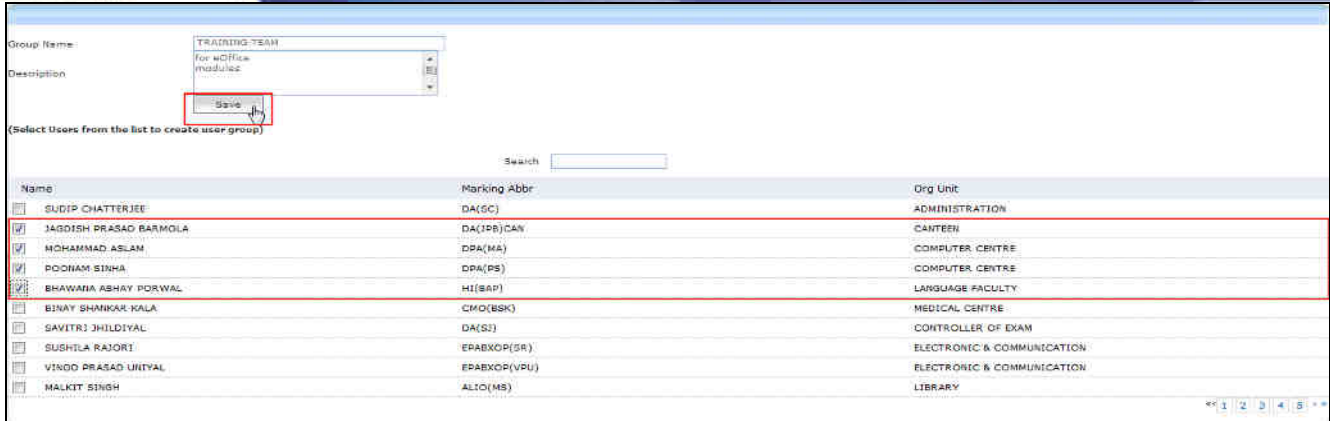 Group Name TRAINING TEAM
for eOffice
modules
Description
Save
(Select Users from the list to create user group)
Search
Name Marking Abbr Org Unit
SUDIP CHATTERJEE DA(SC) ADMINISTRATION
JAGDISH PRASAD BARMOLA DA(JPB)CAN CANTEEN
MOHAMMAD ASLAM DPA(MA) COMPUTER CENTRE
POONAM SINHA DPA(PS) COMPUTER CENTRE
BHAWANA ABHAY PORWAL HI(BAP) LANGUAGE FACULTY
BINAY SHANKAR KALA CMO(BSK) MEDICAL CENTRE
SAVITRI JHILDIYAL DA(SJ) CONTROLLER OF EXAM
SUSHILA RAJORI EPABXOP(SR) ELECTRONIC & COMMUNICATION
VINOD PRASAD UNIYAL EPABXOP(VPU) ELECTRONIC & COMMUNICATION
MALKIT SINGH ALIO(MS) LIBRARY
1 2 3 4 5